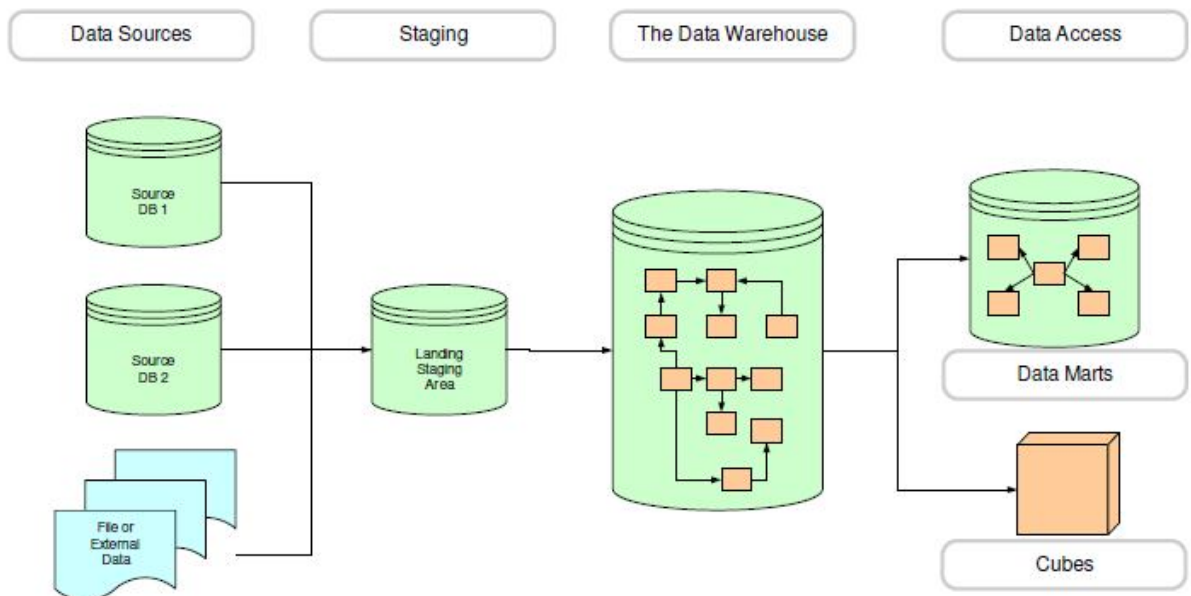 Data Sources
Staging
The Data Warehouse
Data Access
Source
DB 1
Source
DB 2
File or
External
Data
Landing
Staging
Area
Data Marts
Cubes